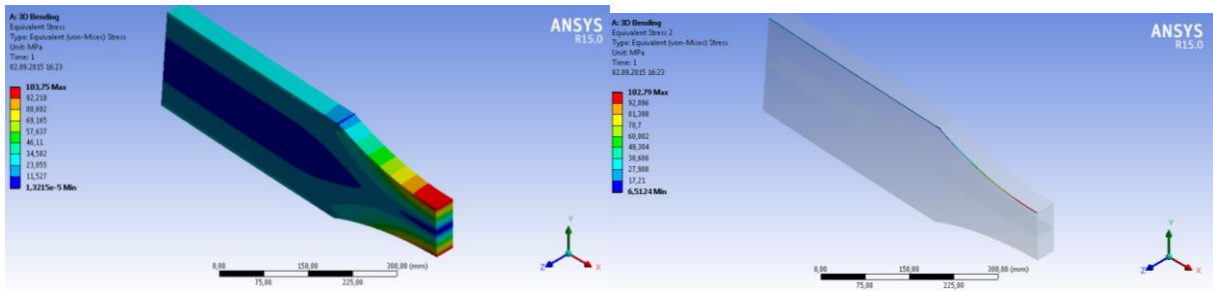 A: 3D Bending
Equivalent Stress
Type: Equivalent (von-Mises) Stress
Unit: MPa
Time: 1
02.09.2015 16:23
103,75 Max
92,218
80,692
69,165
57,637
46,11
34,582
23,055
11,527
1,3215e-5 Min
ANSYS
R15.0
0,00
150,00
300,00 (mm)
75,00
225,00
Y
Z
X
A: 3D Bending
Equivalent Stress 2
Type: Equivalent (von-Mises) Stress
Unit: MPa
Time: 1
02.09.2015 16:23
102,79 Max
92,096
81,398
70,7
60,002
49,304
38,606
27,908
17,21
6,5124 Min
ANSYS
R15.0
0,00
150,00
300,00 (mm)
75,00
225,00
Y
Z
X